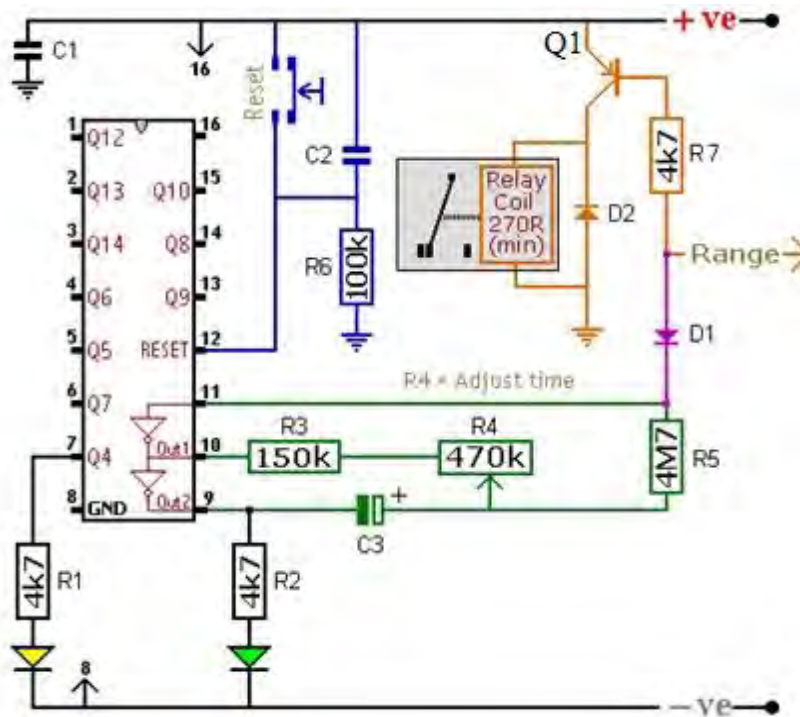 + ve
Q1
C1
16
Reset
1
Q12
16
C2
4k7
R7
2
Q13
Q10
15
Relay
Coil
270R
(min)
D2
3
Q14
Q8
14
R6
100k
Range
4
Q6
Q9
13
5
Q5
RESET
12
D1
R4 = Adjust time
6
Q7
11
7
Q4
Out1
10
R3
150k
R4
470k
4M7
R5
8
GND
Out2
9
+
C3
4k7
R1
4k7
R2
8
− ve